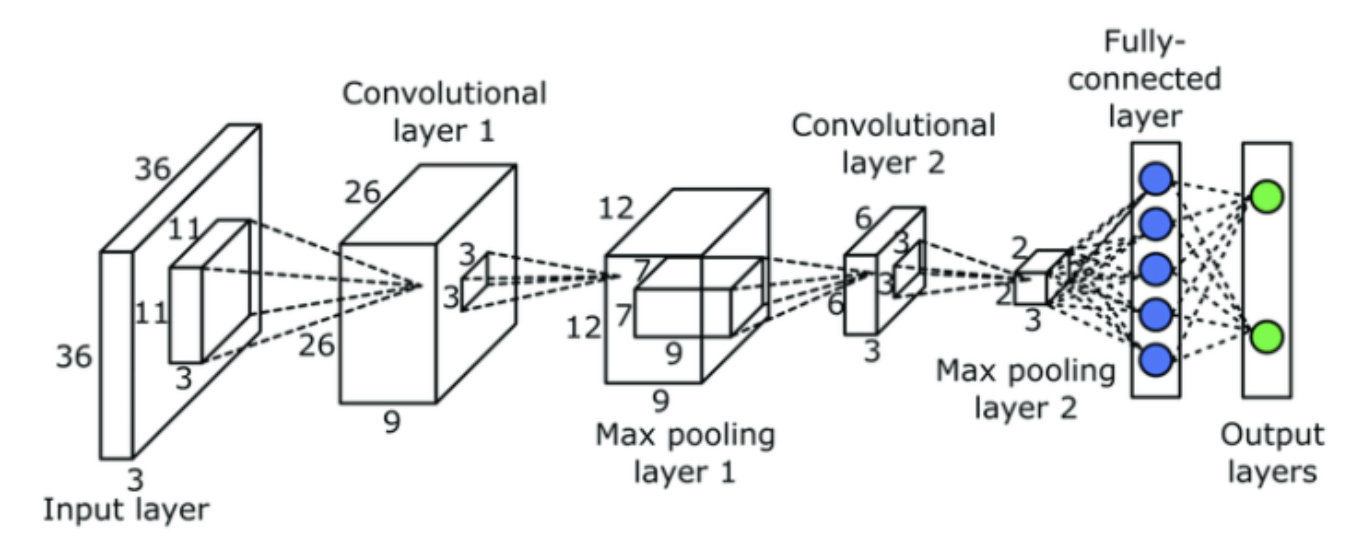 Fully-
connected
layer
Convolutional
layer 1
Convolutional
layer 2
36
11
11
3
36
3
Input layer
26
26
9
3
3
12
12
9
7
7
9
Max pooling
layer 1
6
6
3
3
3
2
2
3
Max pooling
layer 2
Output
layers